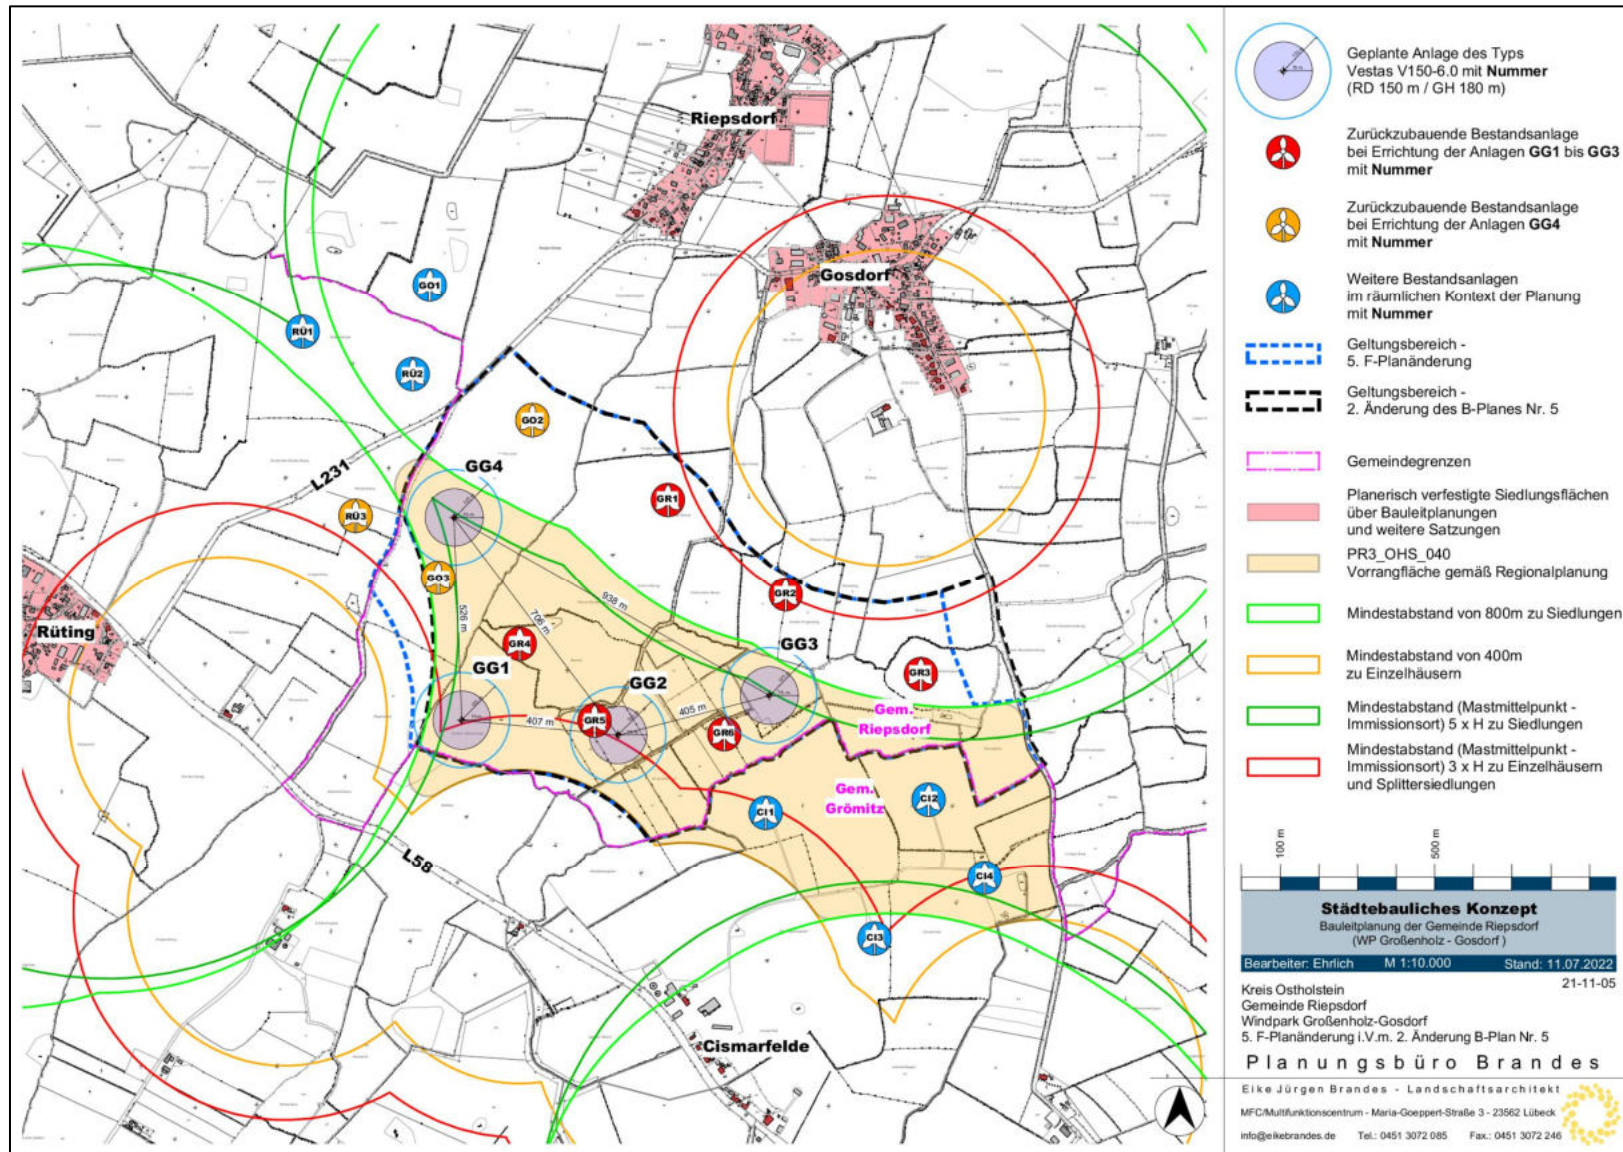 Riepsdorf
Gosdorf
GO1
RÜ1
RÜ2
GO2
L231
GG4
GR1
RÜ3
GO3
GR2
938 m
526 m
706 m
Rüting
GR4
GG1
GG2
GG3
GR3
407 m
405 m
GR5
GR6
Gem.
Riepsdorf
Gem.
Grömitz
CI1
CI2
L58
CI4
CI3
Cismarfelde
Geplante Anlage des Typs
Vestas V150-6.0 mit Nummer
(RD 150 m / GH 180 m)
Zurückzubauende Bestandsanlage
bei Errichtung der Anlagen GG1 bis GG3
mit Nummer
Zurückzubauende Bestandsanlage
bei Errichtung der Anlagen GG4
mit Nummer
Weitere Bestandsanlagen
im räumlichen Kontext der Planung
mit Nummer
Geltungsbereich -
5. F-Planänderung
Geltungsbereich -
2. Änderung des B-Planes Nr. 5
Gemeindegrenzen
Planerisch verfestigte Siedlungsflächen
über Bauleitplanungen
und weitere Satzungen
PR3_OHS_040
Vorrangfläche gemäß Regionalplanung
Mindestabstand von 800m zu Siedlungen
Mindestabstand von 400m
zu Einzelhäusern
Mindestabstand (Mastmittelpunkt -
Immissionsort) 5 x H zu Siedlungen
Mindestabstand (Mastmittelpunkt -
Immissionsort) 3 x H zu Einzelhäusern
und Splittersiedlungen
100 m
500 m
Städtebauliches Konzept
Bauleitplanung der Gemeinde Riepsdorf
(WP Großenholz - Gosdorf )
Bearbeiter: Ehrlich M 1:10.000 Stand: 11.07.2022
21-11-05
Kreis Ostholstein
Gemeinde Riepsdorf
Windpark Großenholz-Gosdorf
5. F-Planänderung i.V.m. 2. Änderung B-Plan Nr. 5
Planungsbüro Brandes
Eike Jürgen Brandes - Landschaftsarchitekt
MFC/Multifunktionscentrum - Maria-Goeppert-Straße 3 - 23562 Lübeck
info@eikebrandes.de Tel.: 0451 3072 085 Fax.: 0451 3072 246